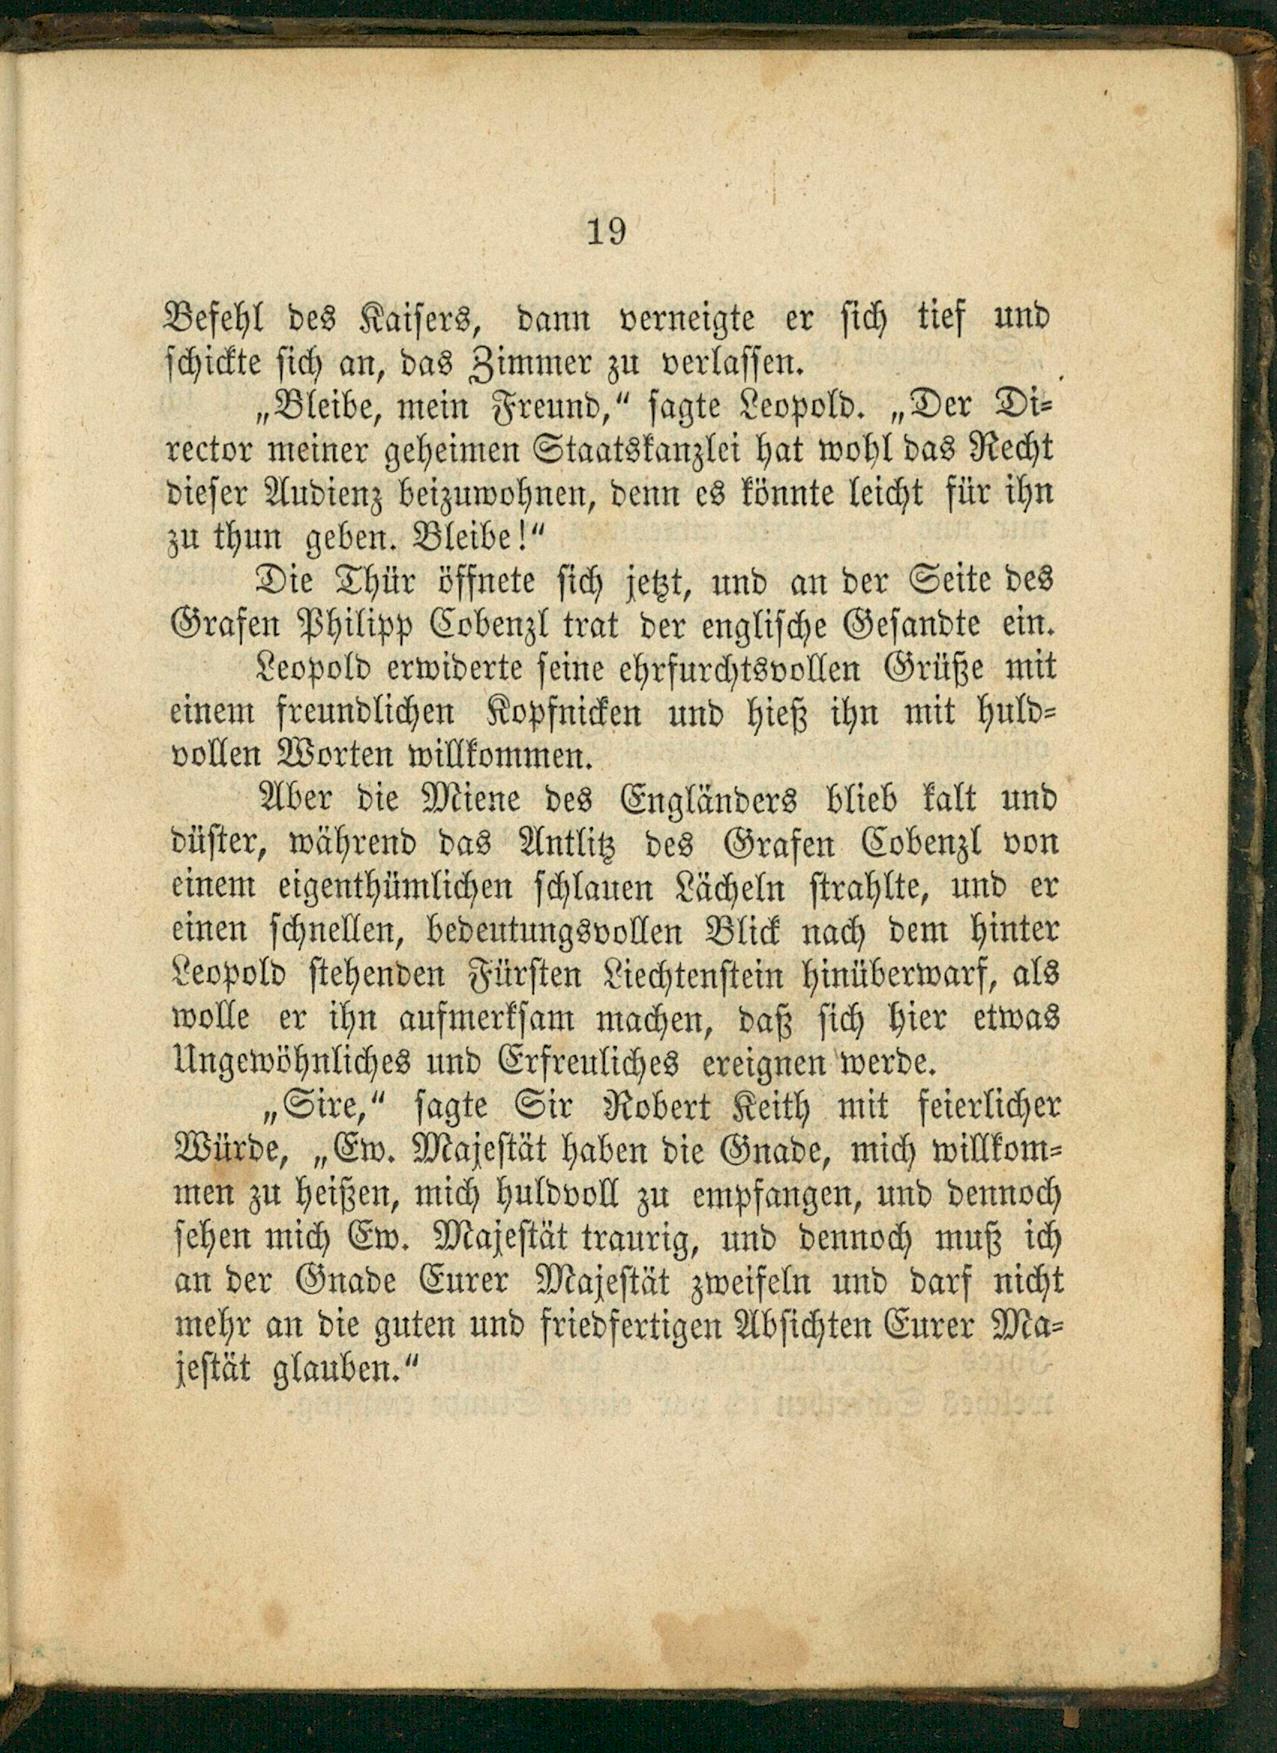 19
Befehl des Kaisers, dann verneigte er sich tief und
schickte sich an, das Zimmer zu verlassen.
„Bleibe, mein Freund,“ sagte Leopold. „Der Di-
rector meiner geheimen Staatskanzlei hat wohl das Recht
dieser Audienz beizuwohnen, denn es könnte leicht für ihn
zu thun geben. Bleibe!“
Die Thür öffnete sich jetzt, und an der Seite des
Grafen Philipp Cobenzl trat der englische Gesandte ein.
Leopold erwiderte seine ehrfurchtsvollen Grüße mit
einem freundlichen Kopfnicken und hieß ihn mit huld-
vollen Worten willkommen.
Aber die Miene des Engländers blieb kalt und
düster, während das Antlitz des Grafen Cobenzl von
einem eigenthümlichen schlauen Lächeln strahlte, und er
einen schnellen, bedeutungsvollen Blick nach dem hinter
Leopold stehenden Fürsten Liechtenstein hinüberwarf, als
wolle er ihn aufmerksam machen, daß sich hier etwas
Ungewöhnliches und Erfreuliches ereignen werde.
„Sire,“ sagte Sir Robert Keith mit feierlicher
Würde, „Ew. Majestät haben die Gnade, mich willkom-
men zu heißen, mich huldvoll zu empfangen, und dennoch
sehen mich Ew. Majestät traurig, und dennoch muß ich
an der Gnade Eurer Majestät zweifeln und darf nicht
mehr an die guten und friedfertigen Absichten Eurer Ma-
jestät glauben.“